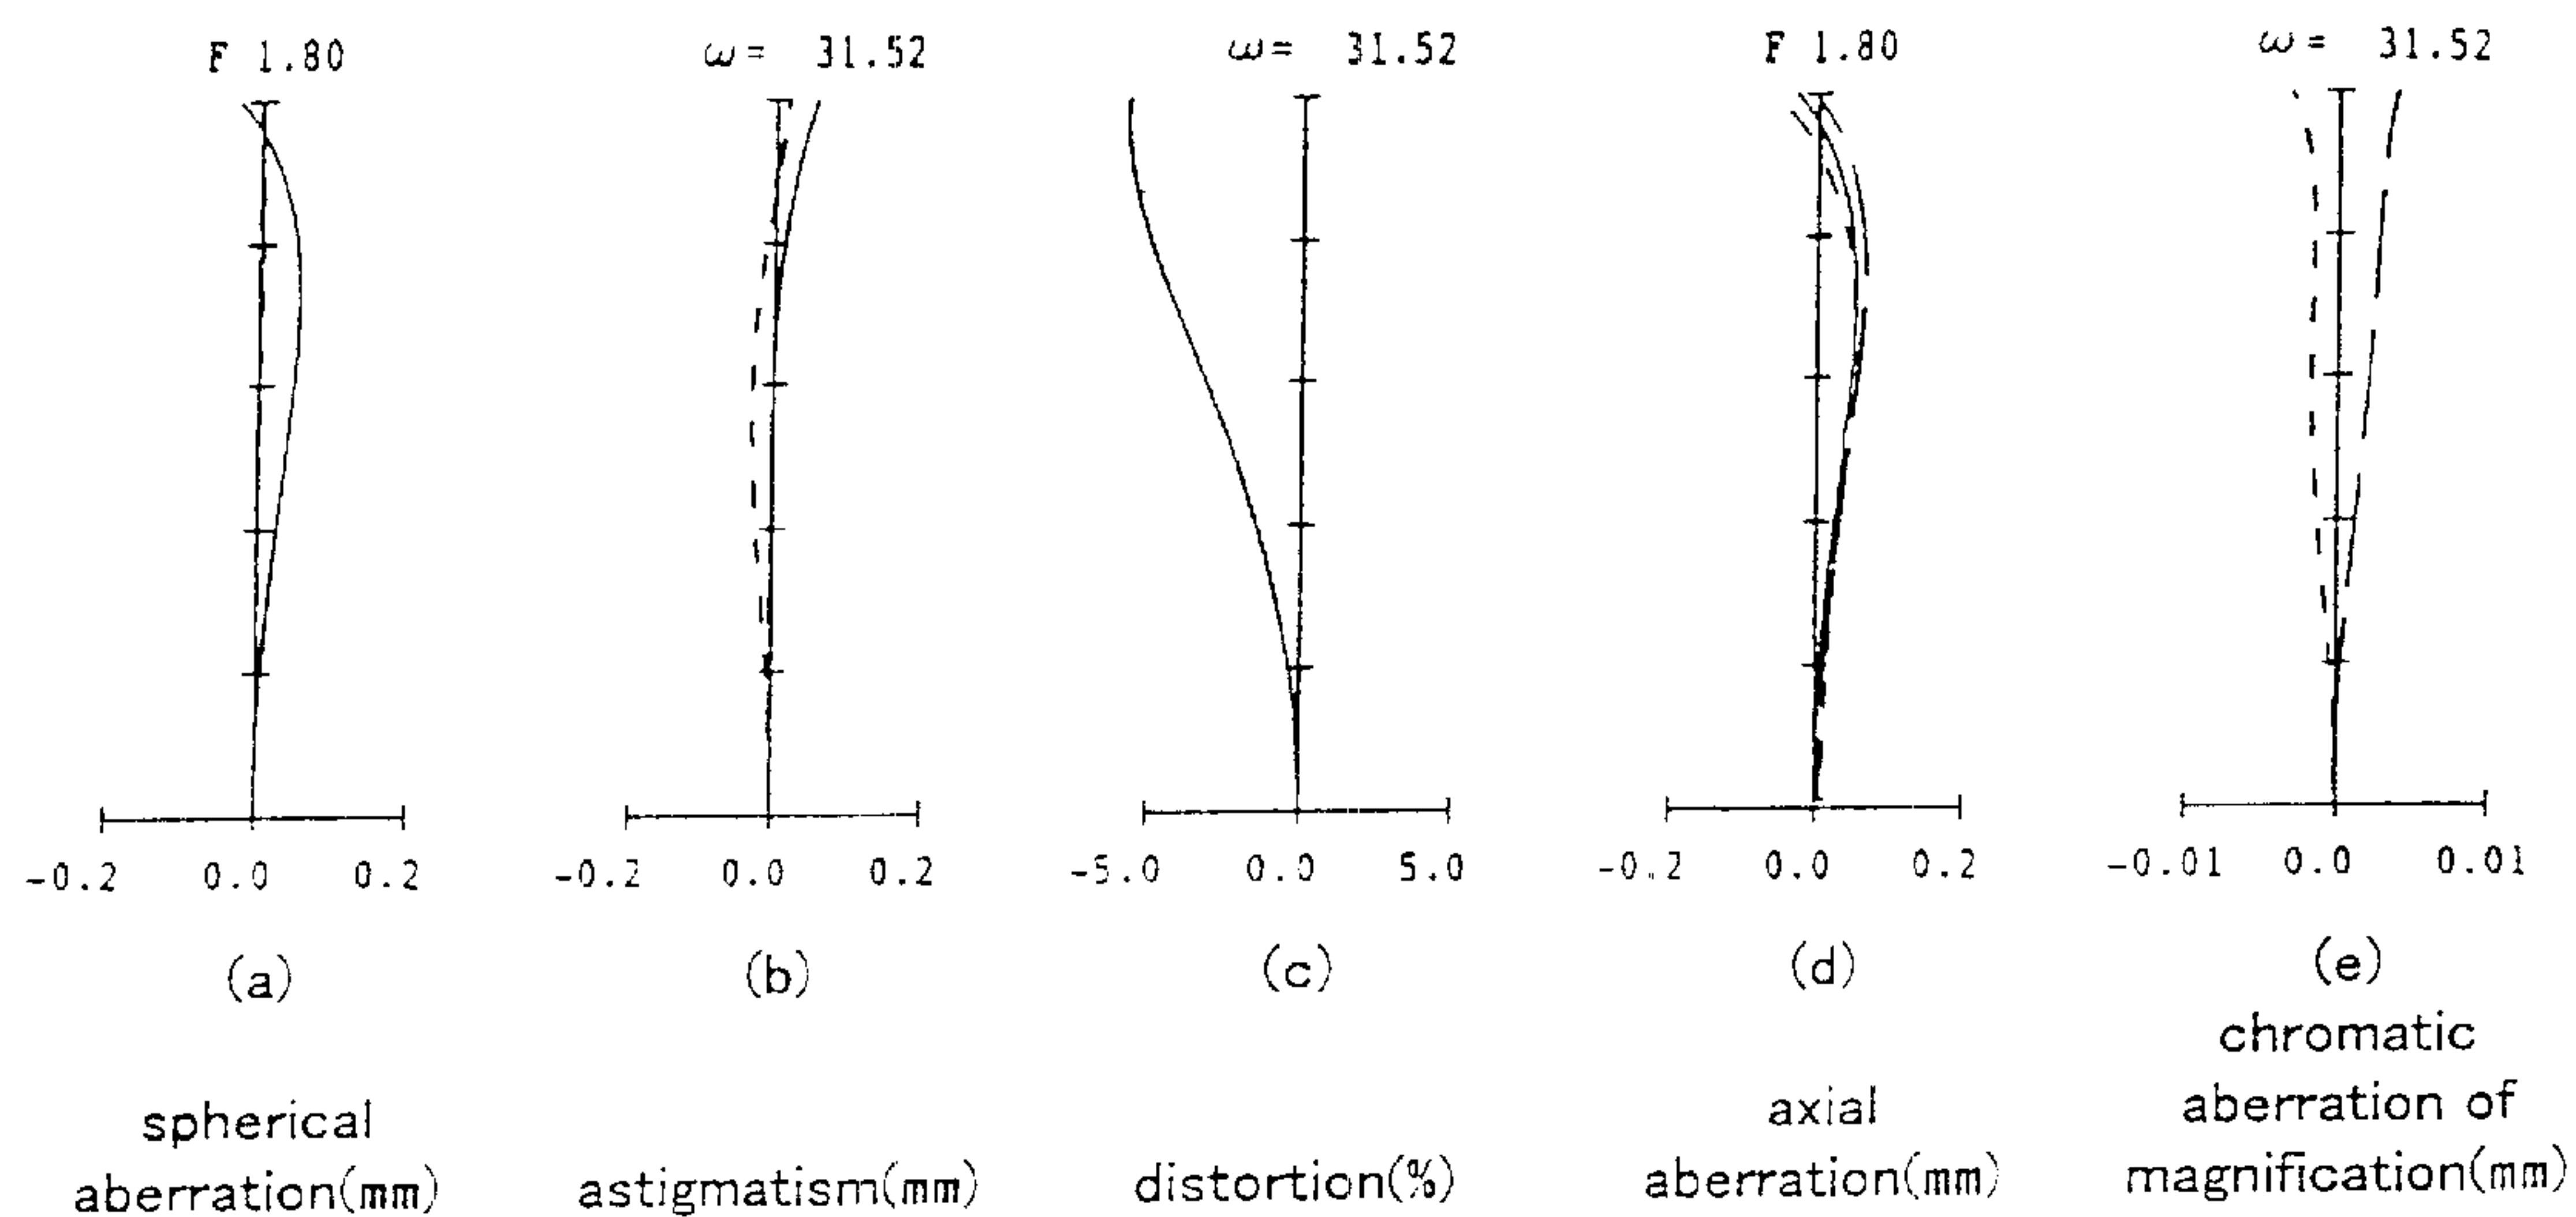 F 1.80
ω= 31.52
ω= 31.52
F 1.80
ω= 31.52
-0.2 0.0 0.2
-0.2 0.0 0.2
-5.0 0.0 5.0
-0.2 0.0 0.2
-0.01 0.0 0.01
(a)
(b)
(c)
(d)
(e)
spherical
aberration(mm)
astigmatism(mm)
distortion(%)
axial
aberration(mm)
chromatic
aberration of
magnification(mm)